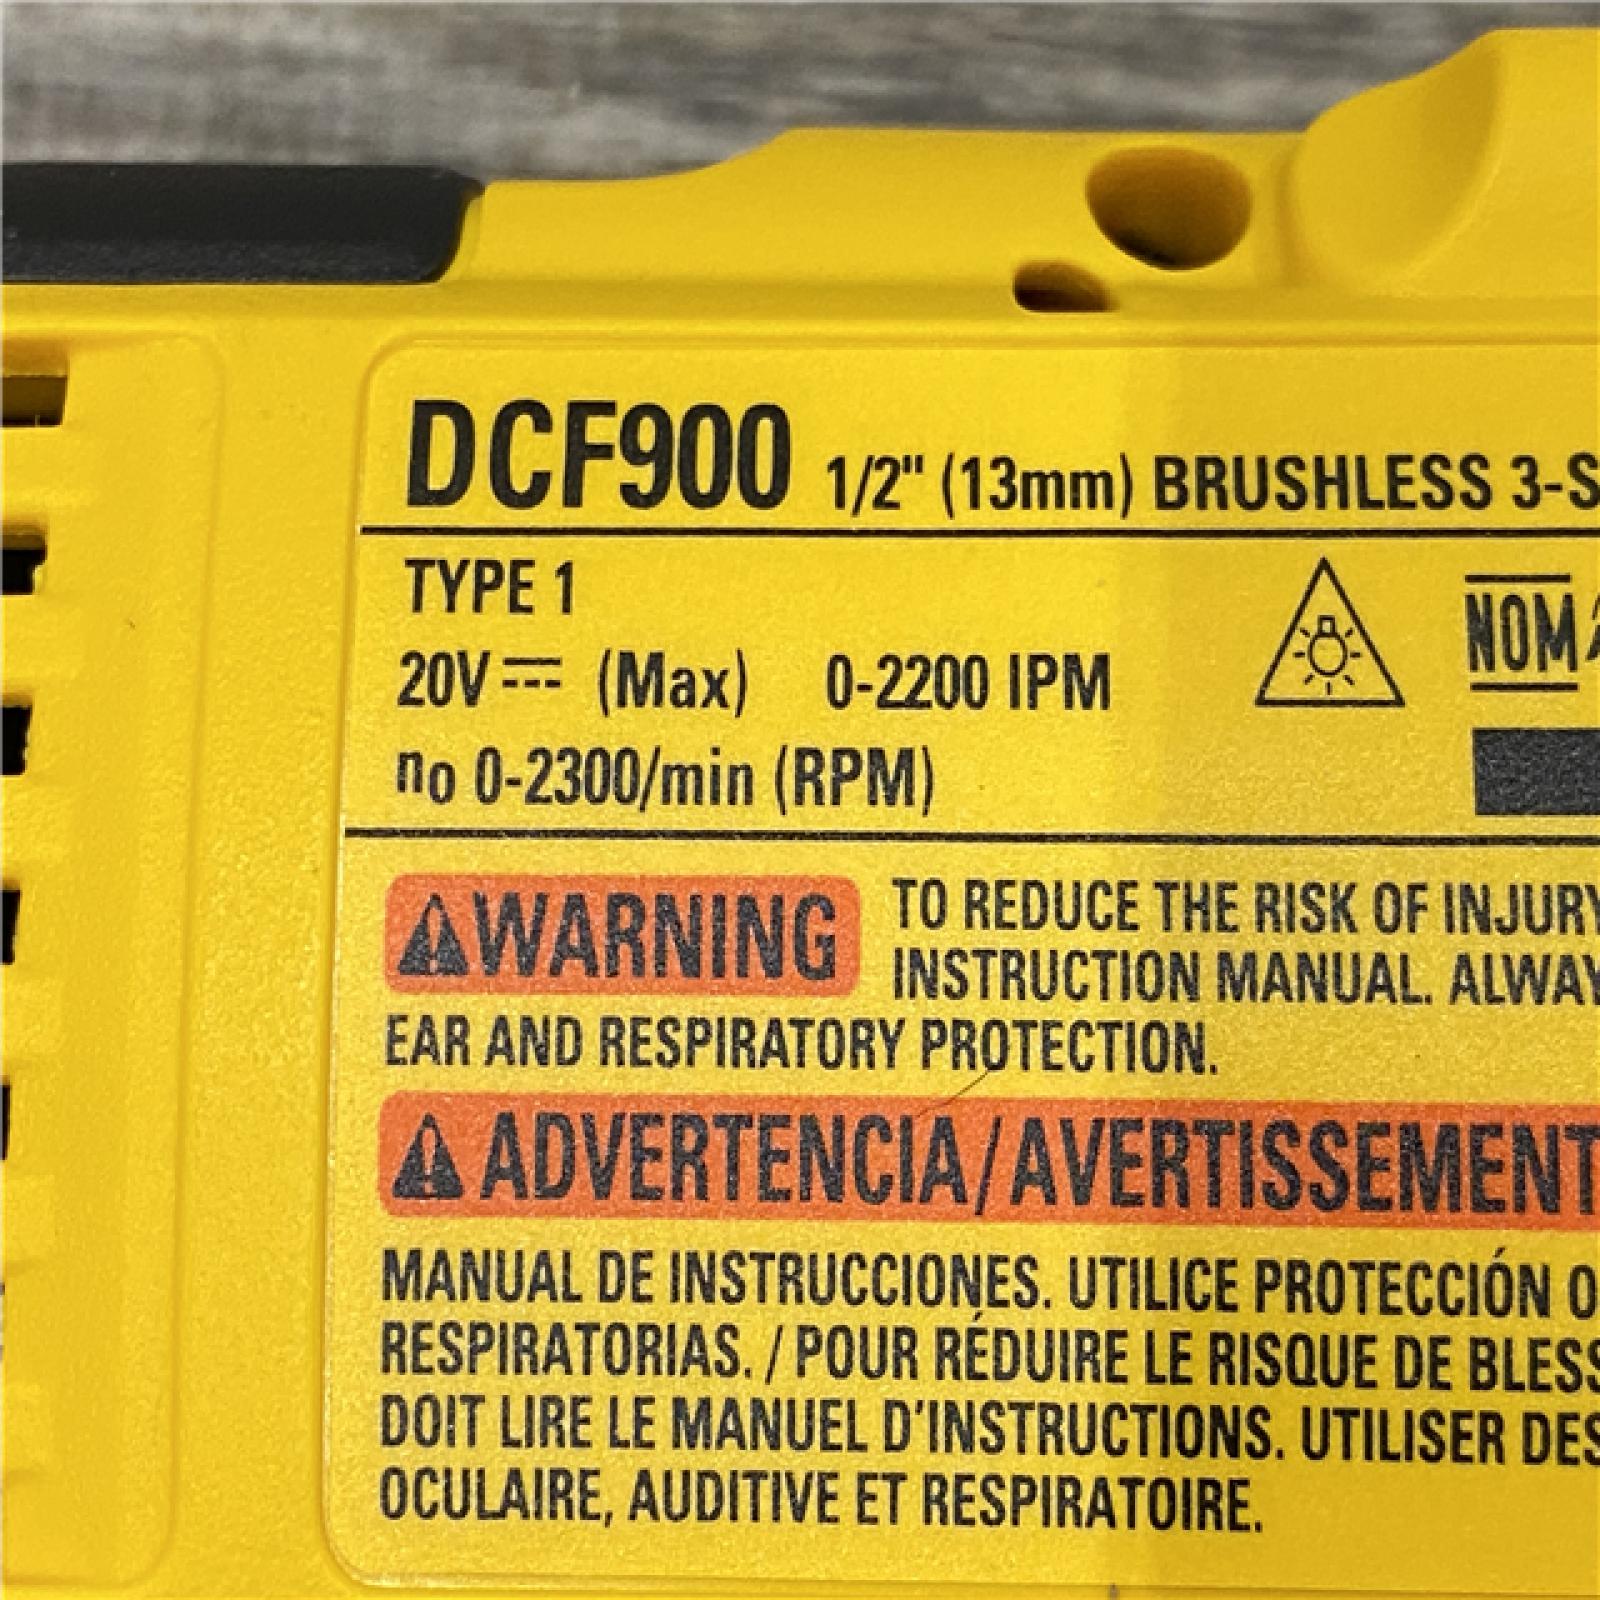 DCF900 1/2" (13mm) BRUSHLESS 3-S
TYPE 1
20V ⎓ (Max) 0-2200 IPM
NOM
no 0-2300/min (RPM)
WARNING TO REDUCE THE RISK OF INJURY
INSTRUCTION MANUAL. ALWAY
EAR AND RESPIRATORY PROTECTION.
ADVERTENCIA/AVERTISSEMENT
MANUAL DE INSTRUCCIONES. UTILICE PROTECCIÓN O
RESPIRATORIAS. / POUR RÉDUIRE LE RISQUE DE BLESS
DOIT LIRE LE MANUEL D'INSTRUCTIONS. UTILISER DES
OCULAIRE, AUDITIVE ET RESPIRATOIRE.